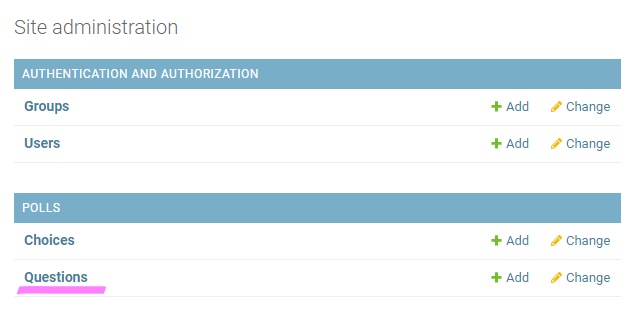 Site administration
AUTHENTICATION AND AUTHORIZATION
Groups Add Change
Users Add Change
POLLS
Choices Add Change
Questions Add Change